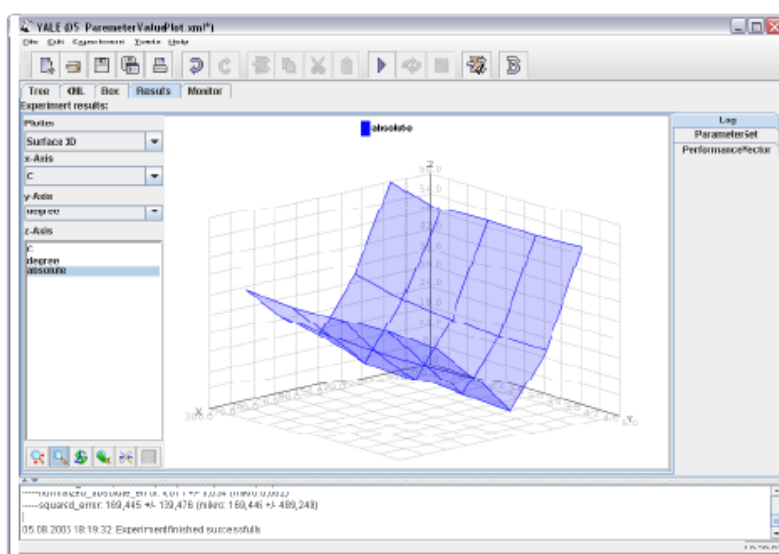 YALE (05_ParemeterValuePlot.xml*)
File Edit Experiment Tools Help
Tree XML Box Results Monitor
Experiment results:
Plotter
Surface 3D
x-Axis
C
y-Axis
degree
z-Axis
C
degree
absolute
absolute
Z
X
Y
Log
ParameterSet
PerformanceVector
-----squared_error: 169,445 +/- 139,476 (mikro: 169,446 +/- 489,248)
05.08.2005 18:19:32: Experiment finished successfully